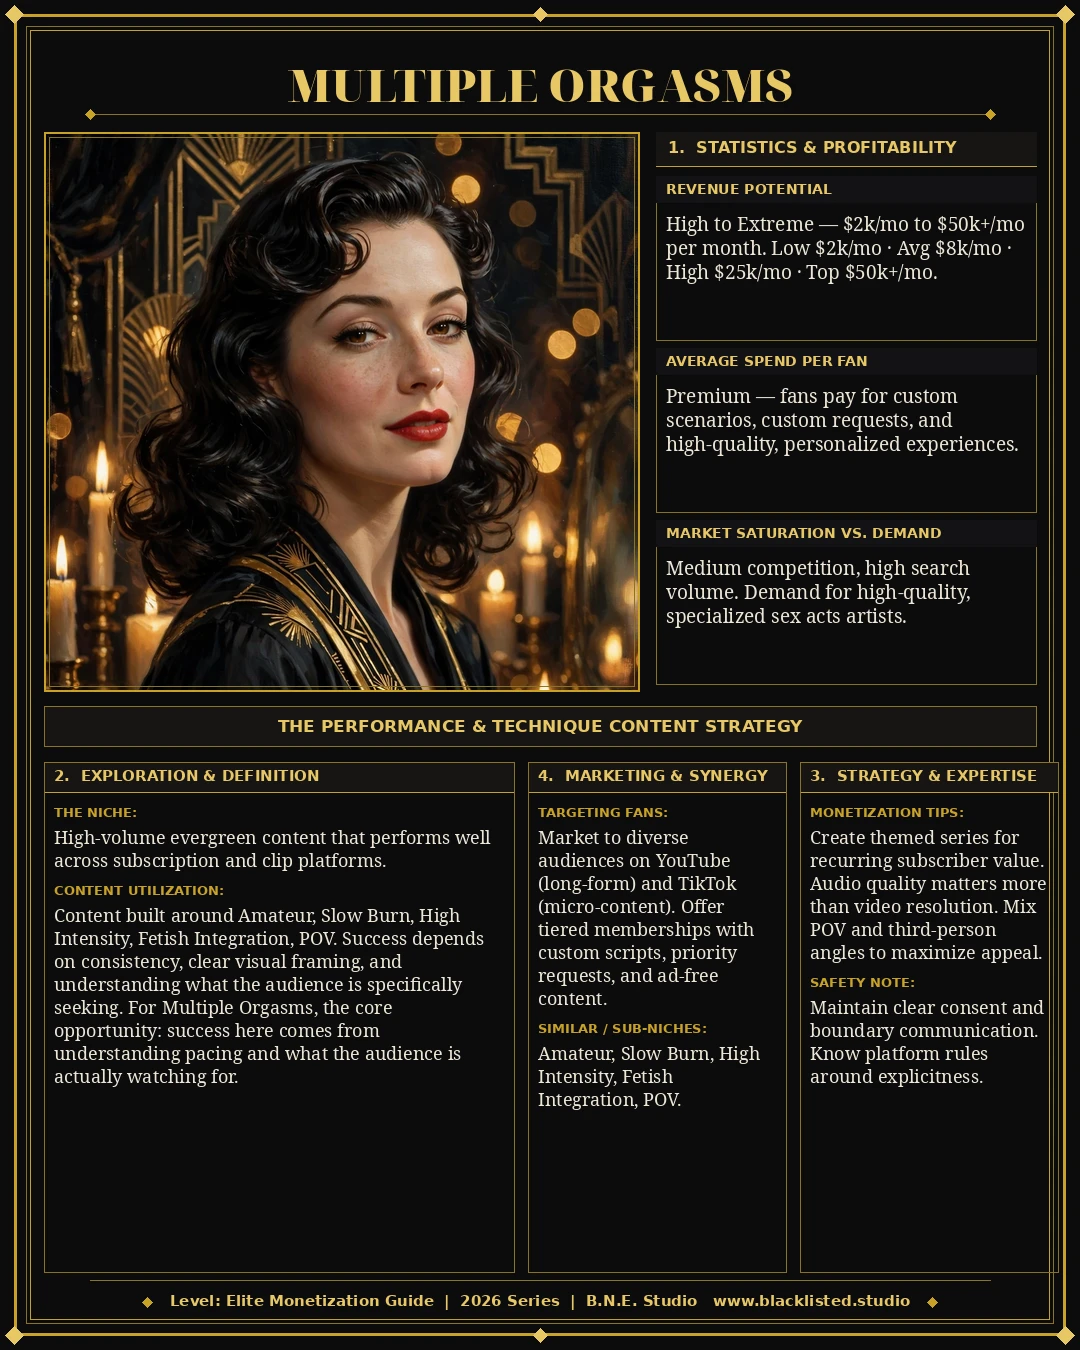 MULTIPLE ORGASMS
1. STATISTICS & PROFITABILITY
REVENUE POTENTIAL
High to Extreme — $2k/mo to $50k+/mo
per month. Low $2k/mo · Avg $8k/mo ·
High $25k/mo · Top $50k+/mo.
AVERAGE SPEND PER FAN
Premium — fans pay for custom
scenarios, custom requests, and
high-quality, personalized experiences.
MARKET SATURATION VS. DEMAND
Medium competition, high search
volume. Demand for high-quality,
specialized sex acts artists.
THE PERFORMANCE & TECHNIQUE CONTENT STRATEGY
2. EXPLORATION & DEFINITION
THE NICHE:
High-volume evergreen content that performs well
across subscription and clip platforms.
CONTENT UTILIZATION:
Content built around Amateur, Slow Burn, High
Intensity, Fetish Integration, POV. Success depends
on consistency, clear visual framing, and
understanding what the audience is specifically
seeking. For Multiple Orgasms, the core
opportunity: success here comes from
understanding pacing and what the audience is
actually watching for.
4. MARKETING & SYNERGY
TARGETING FANS:
Market to diverse
audiences on YouTube
(long-form) and TikTok
(micro-content). Offer
tiered memberships with
custom scripts, priority
requests, and ad-free
content.
SIMILAR / SUB-NICHES:
Amateur, Slow Burn, High
Intensity, Fetish
Integration, POV.
3. STRATEGY & EXPERTISE
MONETIZATION TIPS:
Create themed series for
recurring subscriber value.
Audio quality matters more
than video resolution. Mix
POV and third-person
angles to maximize appeal.
SAFETY NOTE:
Maintain clear consent and
boundary communication.
Know platform rules
around explicitness.
Level: Elite Monetization Guide | 2026 Series | B.N.E. Studio www.blacklisted.studio